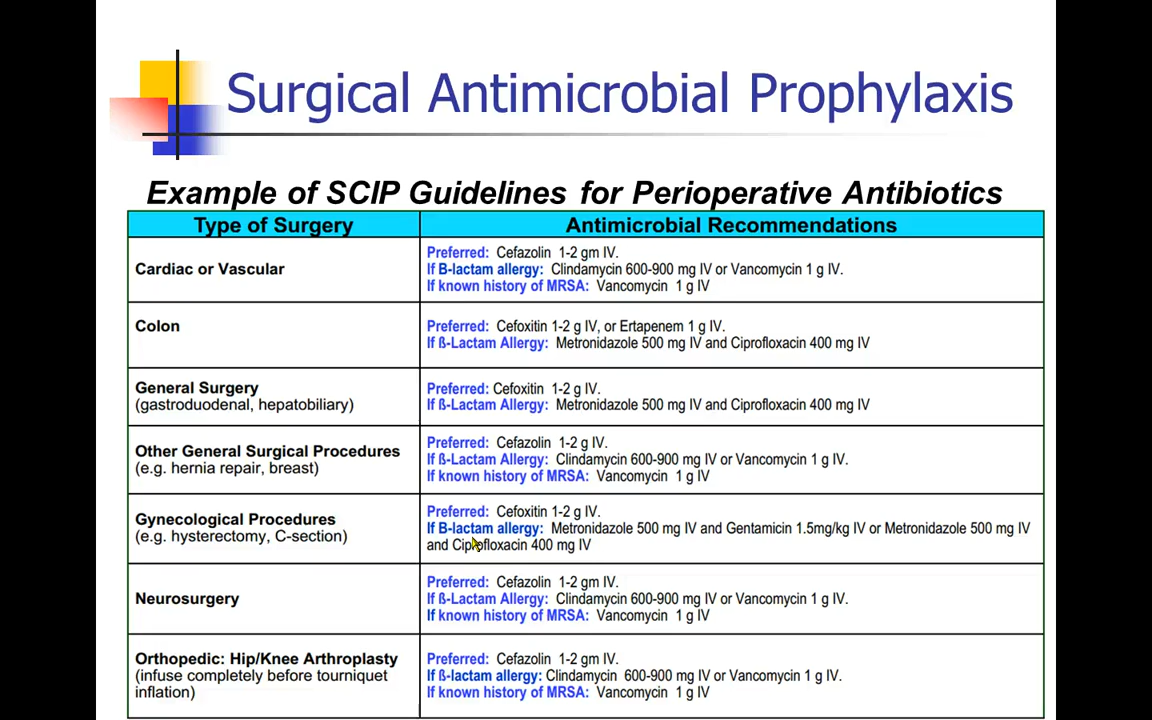 Surgical Antimicrobial Prophylaxis
Example of SCIP Guidelines for Perioperative Antibiotics
Type of Surgery
Antimicrobial Recommendations
Cardiac or Vascular
Preferred: Cefazolin 1-2 gm IV.
If B-lactam allergy: Clindamycin 600-900 mg IV or Vancomycin 1 g IV.
If known history of MRSA: Vancomycin 1 g IV
Colon
Preferred: Cefoxitin 1-2 g IV, or Ertapenem 1 g IV.
If ß-Lactam Allergy: Metronidazole 500 mg IV and Ciprofloxacin 400 mg IV
General Surgery
(gastroduodenal, hepatobiliary)
Preferred: Cefoxitin 1-2 g IV.
If ß-Lactam Allergy: Metronidazole 500 mg IV and Ciprofloxacin 400 mg IV
Other General Surgical Procedures
(e.g. hernia repair, breast)
Preferred: Cefazolin 1-2 g IV.
If ß-Lactam Allergy: Clindamycin 600-900 mg IV or Vancomycin 1 g IV.
If known history of MRSA: Vancomycin 1 g IV
Gynecological Procedures
(e.g. hysterectomy, C-section)
Preferred: Cefoxitin 1-2 g IV.
If B-lactam allergy: Metronidazole 500 mg IV and Gentamicin 1.5mg/kg IV or Metronidazole 500 mg IV
and Ciprofloxacin 400 mg IV
Neurosurgery
Preferred: Cefazolin 1-2 gm IV.
If ß-Lactam Allergy: Clindamycin 600-900 mg IV or Vancomycin 1 g IV.
If known history of MRSA: Vancomycin 1 g IV
Orthopedic: Hip/Knee Arthroplasty
(infuse completely before tourniquet
inflation)
Preferred: Cefazolin 1-2 gm IV.
If ß-lactam allergy: Clindamycin 600-900 mg IV or Vancomycin 1 g IV.
If known history of MRSA: Vancomycin 1 g IV